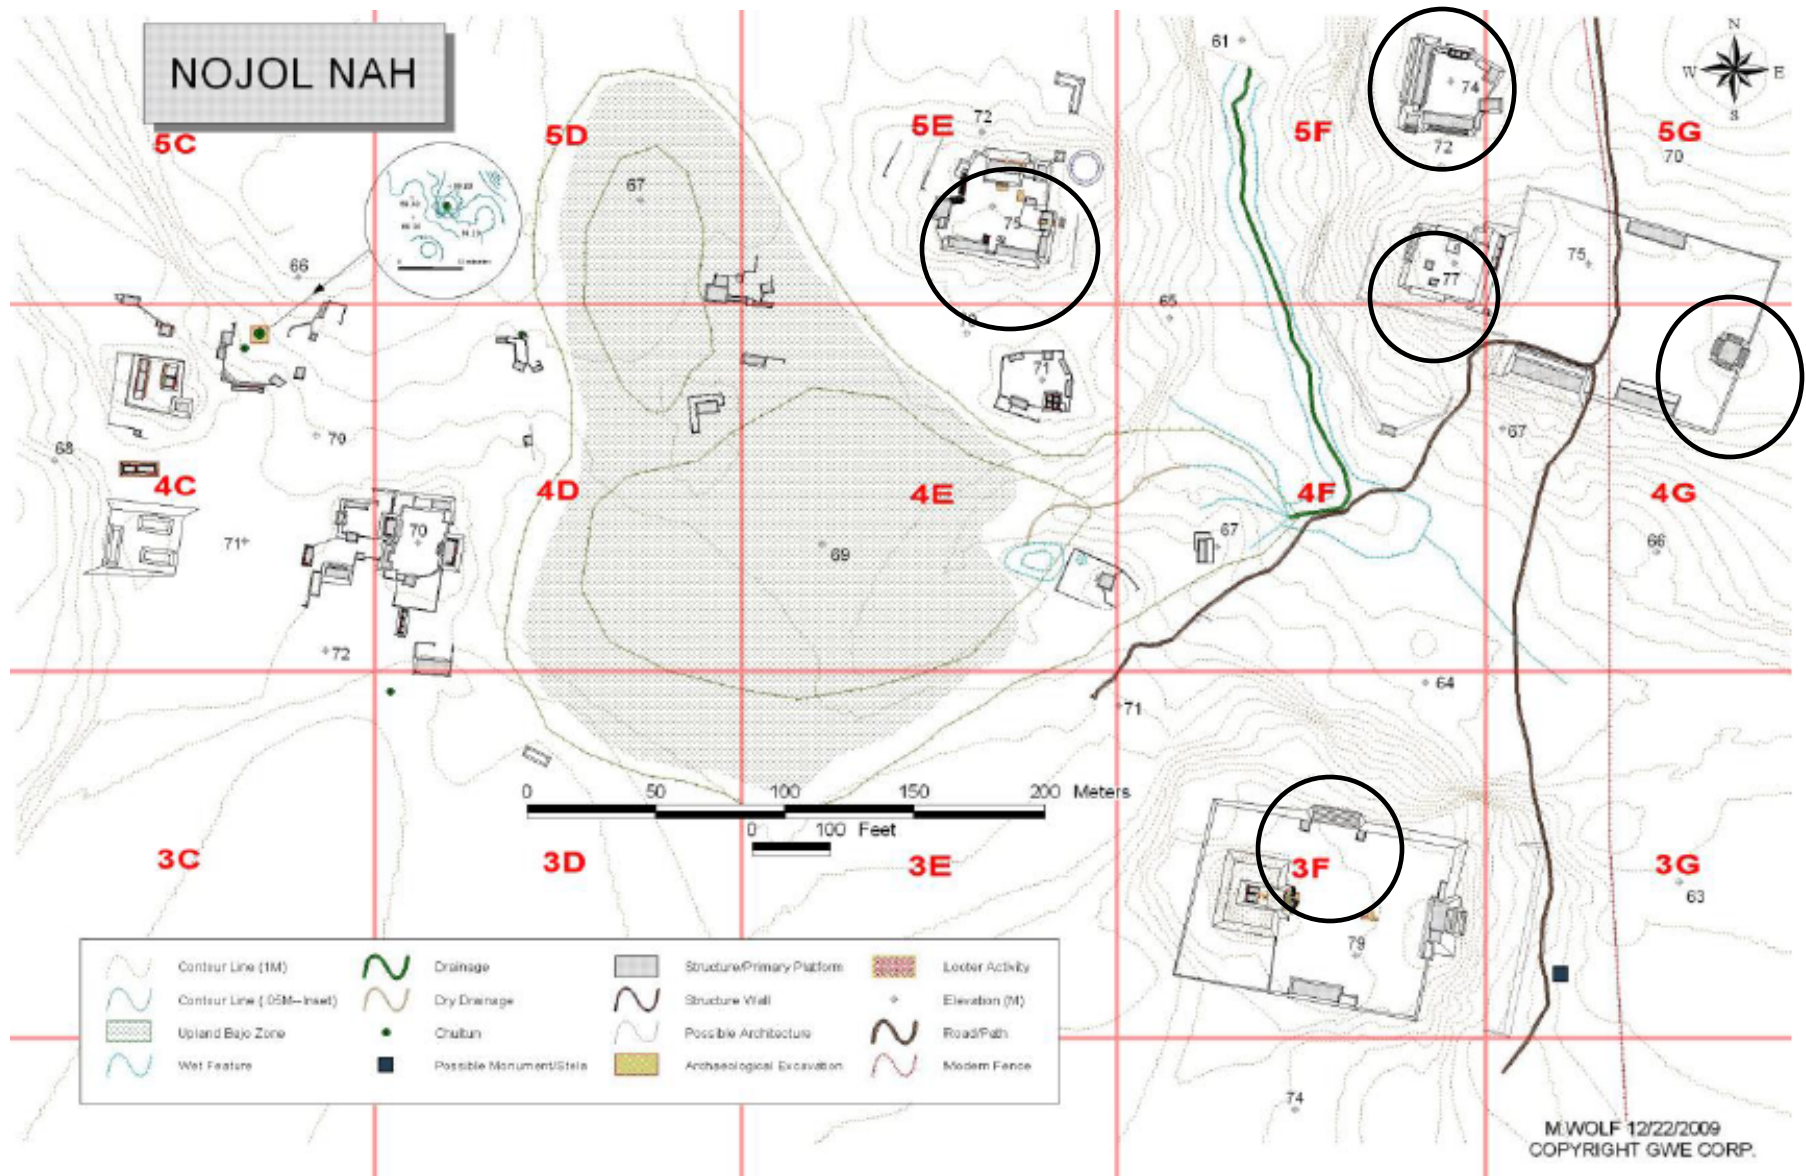 NOJOL NAH
N
W E
S
5C
5D
5E
5F
5G
61
74
72
72
70
67
75
66
75
77
65
70
71
68
70
67
4C
4D
4E
4F
4G
71
70
69
67
66
72
71
64
0 50 100 150 200 Meters
0 100 Feet
3C
3D
3E
3F
3G
63
79
74
Contour Line (1M)
Drainage
Structure/Primary Platform
Looter Activity
Contour Line (.05M--Inset)
Dry Drainage
Structure Wall
Elevation (M)
Upland Bajo Zone
Chultun
Possible Architecture
Road/Path
Wet Feature
Possible Monument/Stela
Archaeological Excavation
Modern Fence
M.WOLF 12/22/2009
COPYRIGHT GWE CORP.